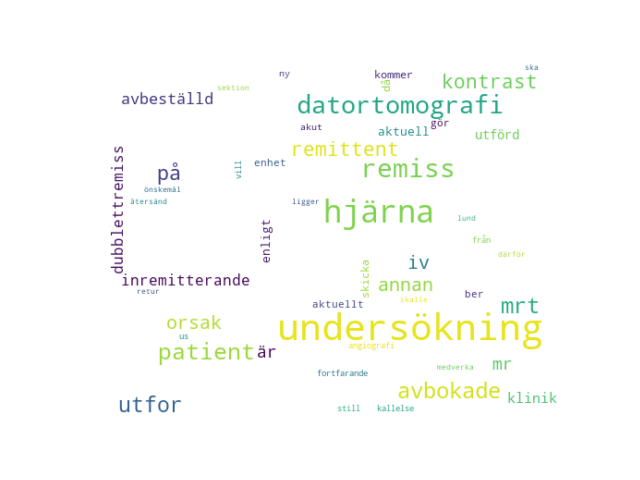 ska
ny
kommer
sektion
då
kontrast
avbeställd
datortomografi
akut
aktuell
gör
utförd
remittent
dubblettremiss
på
vill
enhet
remiss
önskemål
återsänd
ligger
hjärna
lund
enligt
från
därför
iv
inremitterande
retur
skicka
annan
ber
skalle
aktuellt
mrt
orsak
undersökning
us
angiografi
patient
är
mr
medverka
fortfarande
avbokade
klinik
utfor
still
kallelse